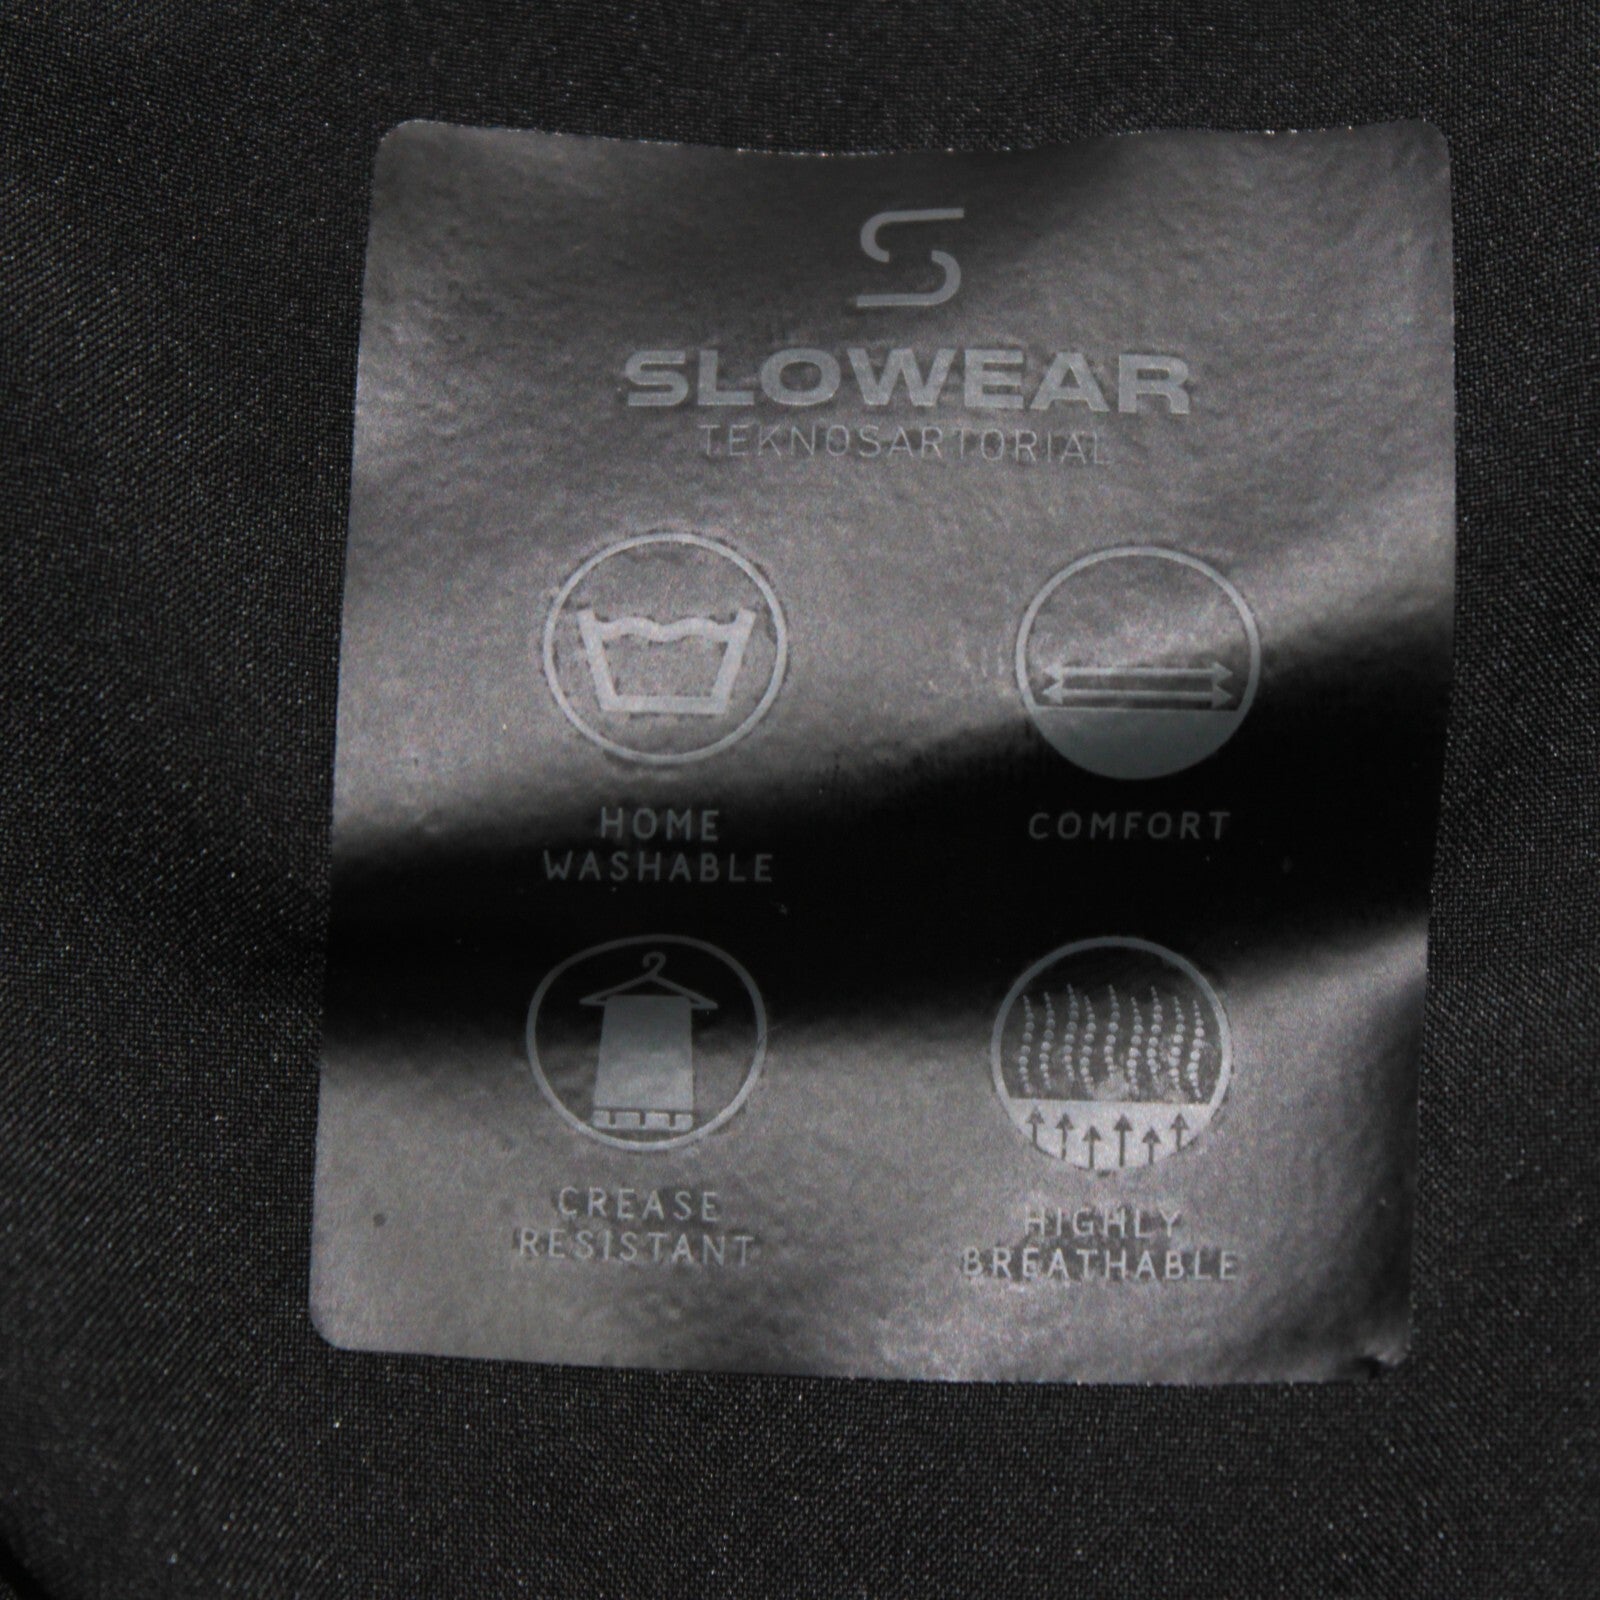 SLOWEAR
TEKNOSARTORIAL
HOME
WASHABLE
COMFORT
CREASE
RESISTANT
HIGHLY
BREATHABLE